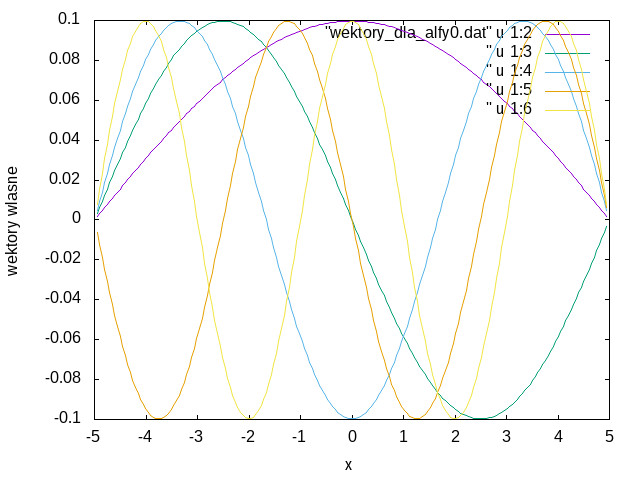 0.1
0.08
0.06
0.04
0.02
0
-0.02
-0.04
-0.06
-0.08
-0.1
-5 -4 -3 -2 -1 0 1 2 3 4 5
wektory wlasne
x
"wektory_dla_alfy0.dat" u 1:2
" u 1:3
" u 1:4
" u 1:5
" u 1:6